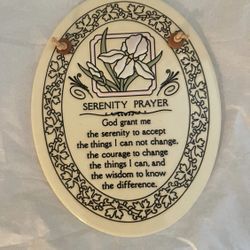 SERENITY PRAYER
God grant me
the serenity to accept
the things I can not change,
the courage to change
the things I can, and
the wisdom to know
the difference.